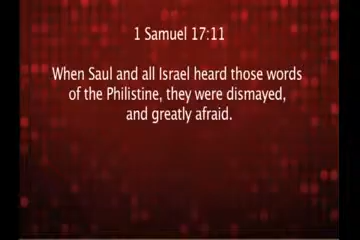 1 Samuel 17:11
When Saul and all Israel heard those words
of the Philistine, they were dismayed,
and greatly afraid.